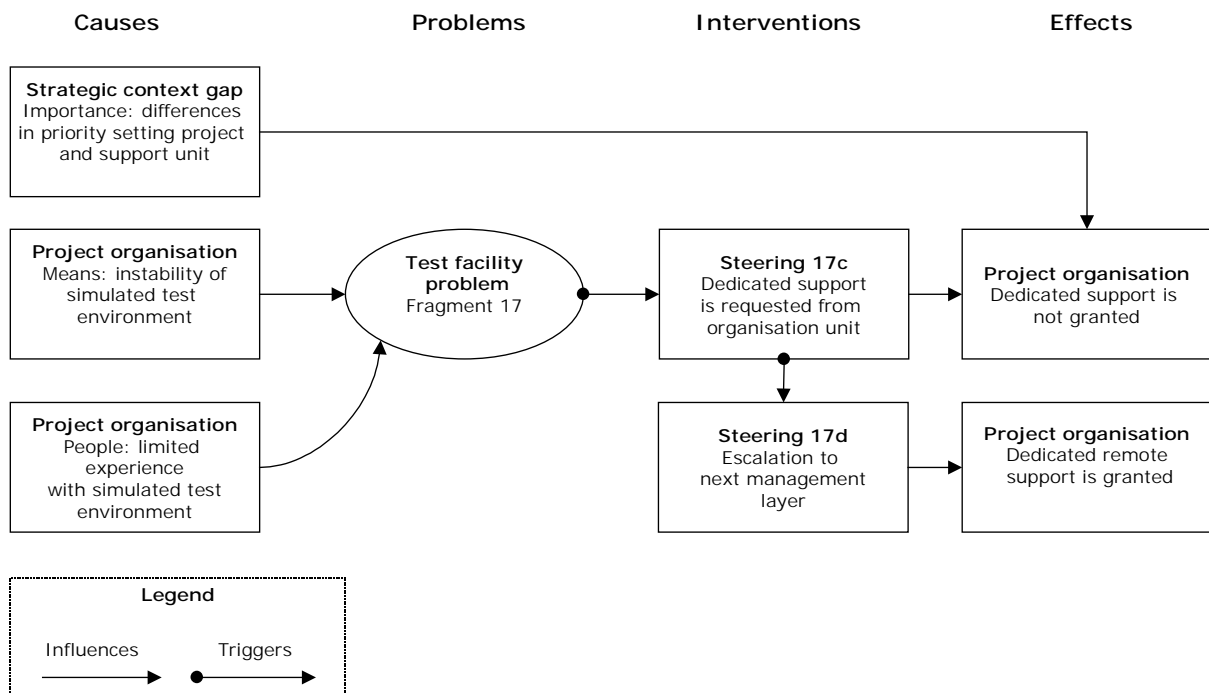 Causes
Problems
Interventions
Effects
Strategic context gap
Importance: differences
in priority setting project
and support unit
Project organisation
Means: instability of
simulated test
environment
Test facility
problem
Fragment 17
Steering 17c
Dedicated support
is requested from
organisation unit
Project organisation
Dedicated support is
not granted
Project organisation
People: limited
experience
with simulated test
environment
Steering 17d
Escalation to
next management
layer
Project organisation
Dedicated remote
support is granted
Legend
Influences
Triggers